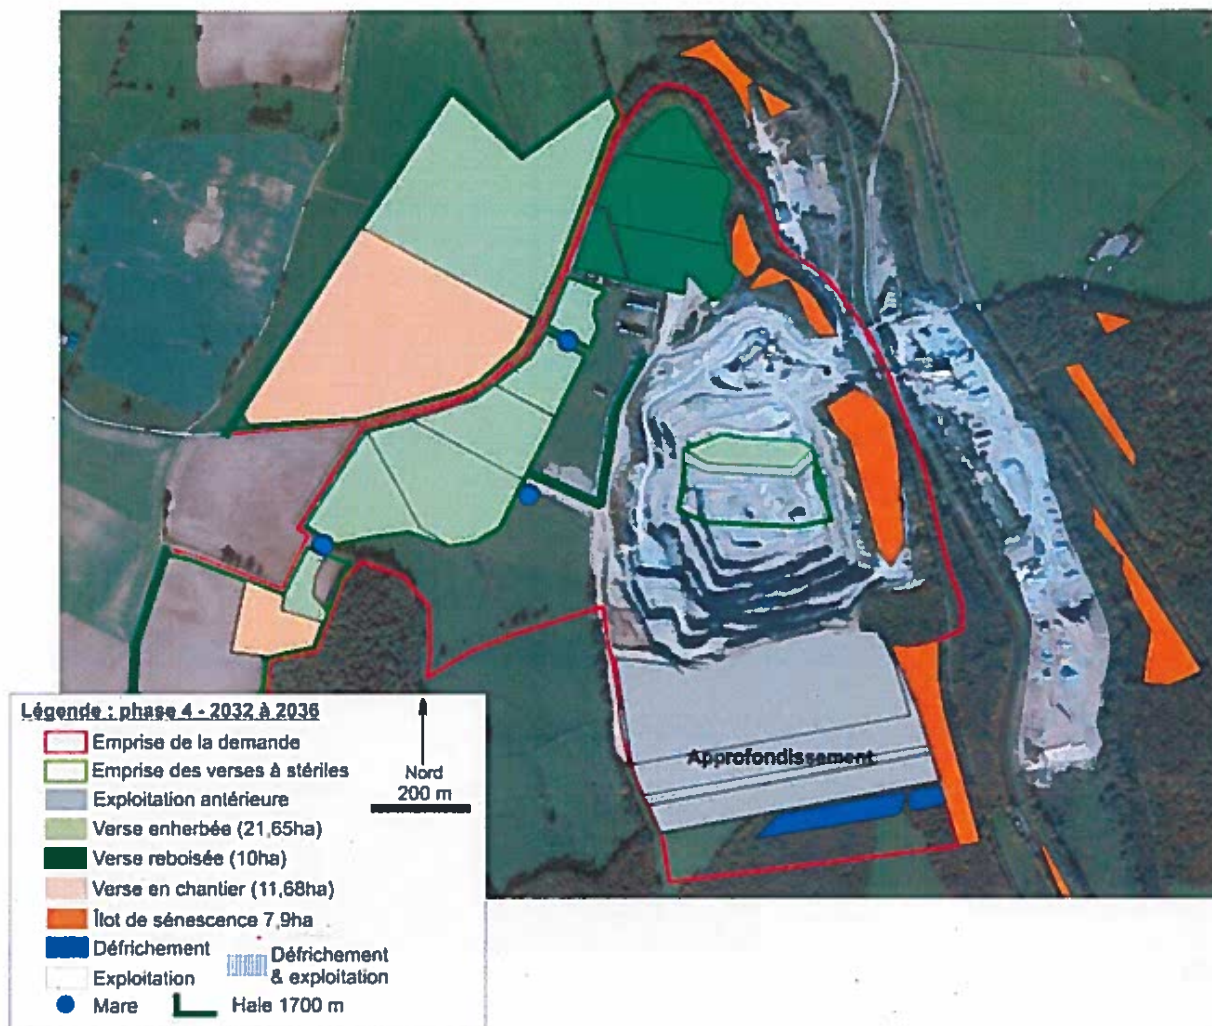 Approfondissement
Légende : phase 4 - 2032 à 2036
Emprise de la demande
Emprise des verses à stériles
Exploitation antérieure
Verse enherbée (21,65ha)
Verse reboisée (10ha)
Verse en chantier (11,68ha)
Îlot de sénescence 7,9ha
Défrichement
Défrichement
& exploitation
Exploitation
Mare
Haie 1700 m
Nord
200 m